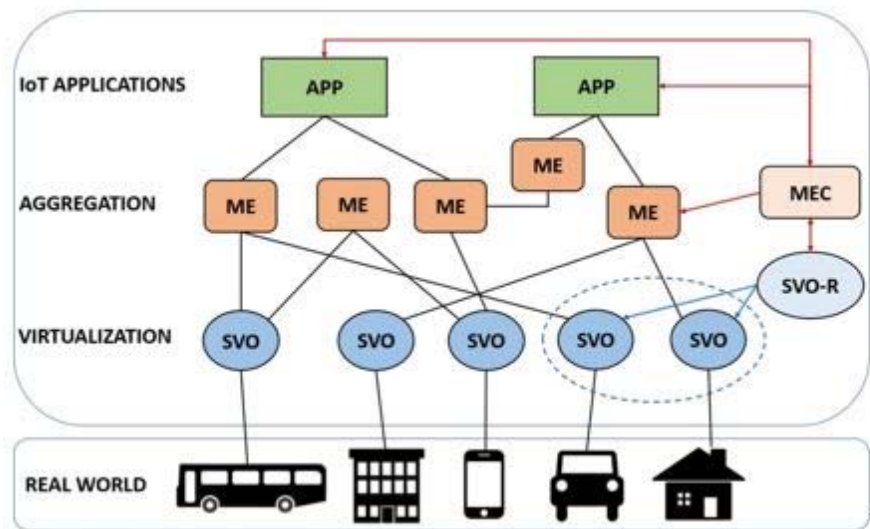 IoT APPLICATIONS
APP
APP
ME
AGGREGATION
ME
ME
ME
ME
MEC
SVO-R
VIRTUALIZATION
SVO
SVO
SVO
SVO
SVO
REAL WORLD